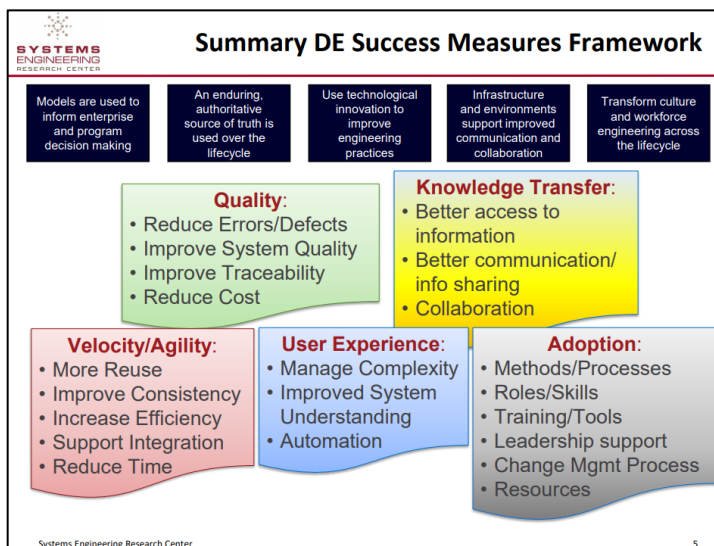 SYSTEMS
ENGINEERING
RESEARCH CENTER
Summary DE Success Measures Framework
Models are used to
inform enterprise
and program
decision making
An enduring,
authoritative
source of truth is
used over the
lifecycle
Use technological
innovation to
improve
engineering
practices
Infrastructure
and environments
support improved
communication and
collaboration
Transform culture
and workforce
engineering across
the lifecycle
Quality:
• Reduce Errors/Defects
• Improve System Quality
• Improve Traceability
• Reduce Cost
Knowledge Transfer:
• Better access to
information
• Better communication/
info sharing
• Collaboration
Velocity/Agility:
• More Reuse
• Improve Consistency
• Increase Efficiency
• Support Integration
• Reduce Time
User Experience:
• Manage Complexity
• Improved System
Understanding
• Automation
Adoption:
• Methods/Processes
• Roles/Skills
• Training/Tools
• Leadership support
• Change Mgmt Process
• Resources
Systems Engineering Research Center
5